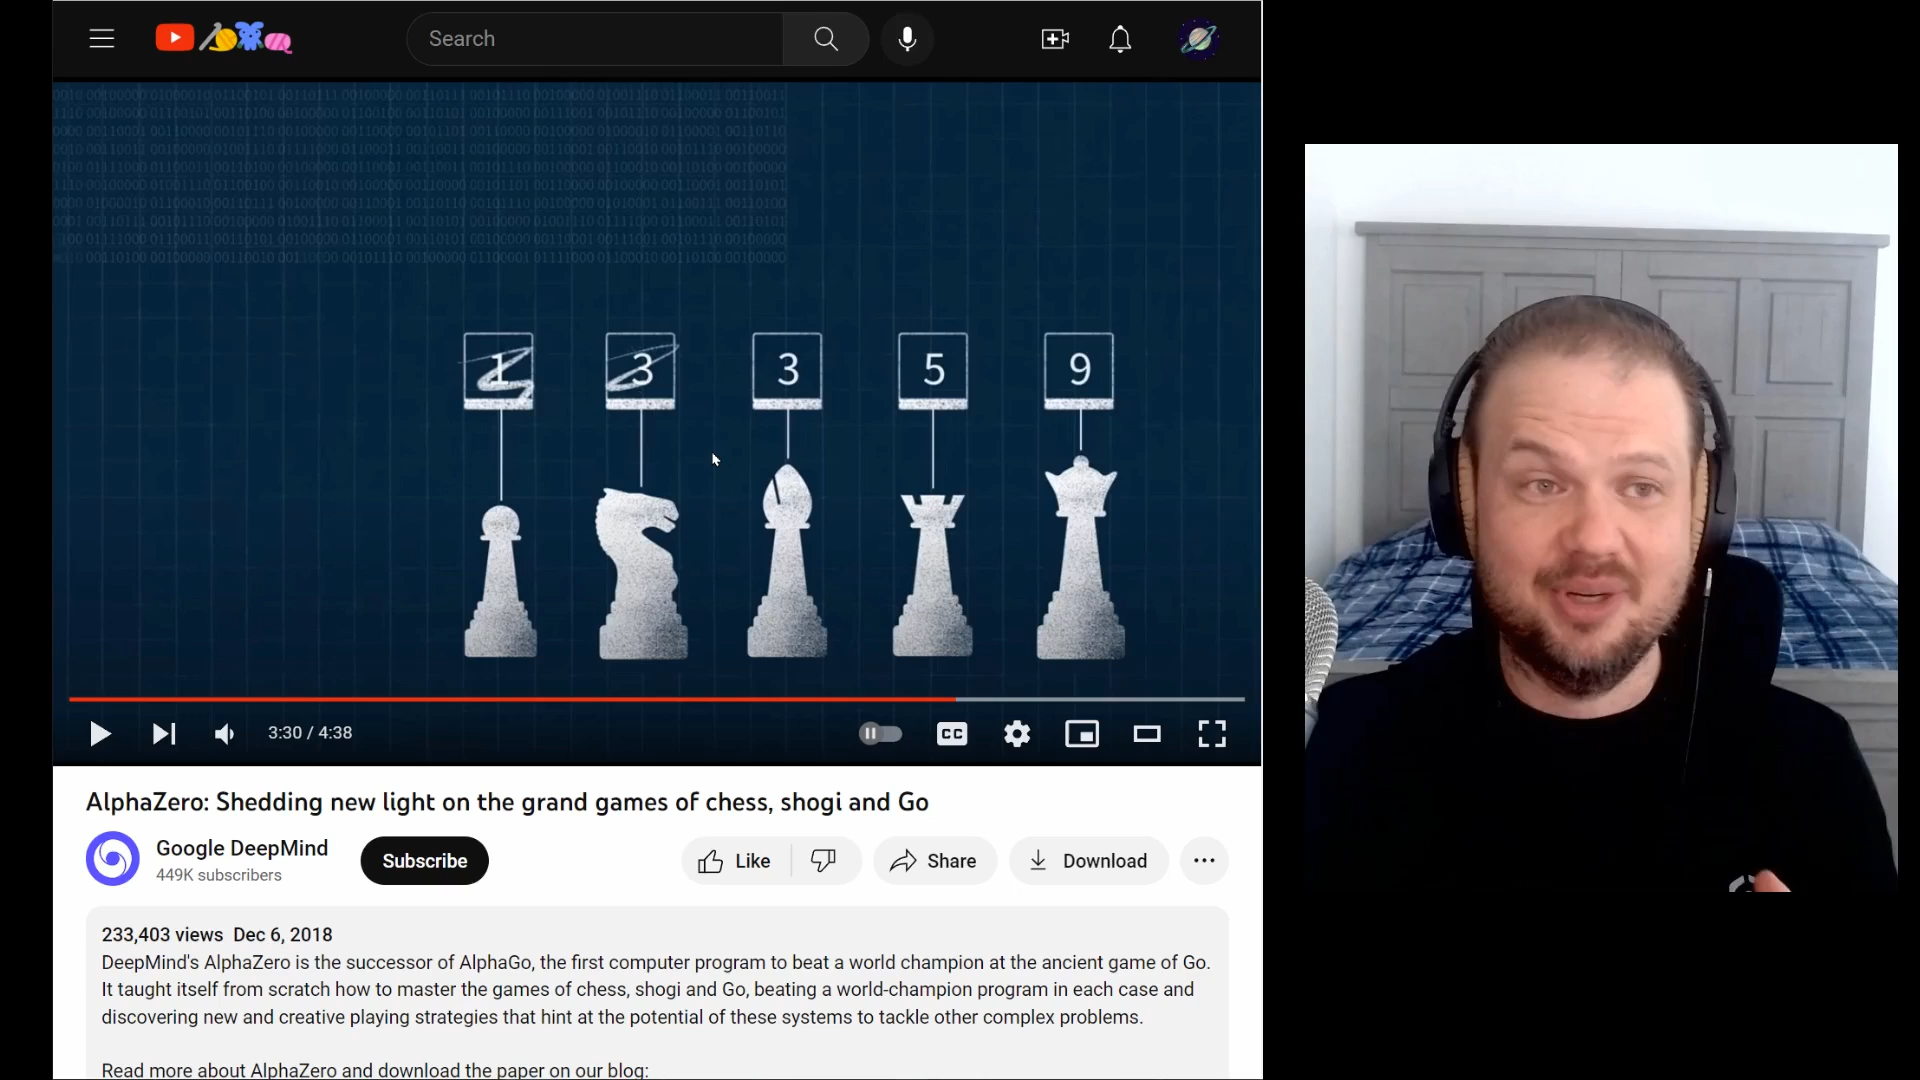 Search
1 3 3 5 9
3:30 / 4:38
CC
AlphaZero: Shedding new light on the grand games of chess, shogi and Go
Google DeepMind
449K subscribers
Subscribe
Like
Share
Download
233,403 views Dec 6, 2018
DeepMind's AlphaZero is the successor of AlphaGo, the first computer program to beat a world champion at the ancient game of Go.
It taught itself from scratch how to master the games of chess, shogi and Go, beating a world-champion program in each case and
discovering new and creative playing strategies that hint at the potential of these systems to tackle other complex problems.
Read more about AlphaZero and download the paper on our blog: